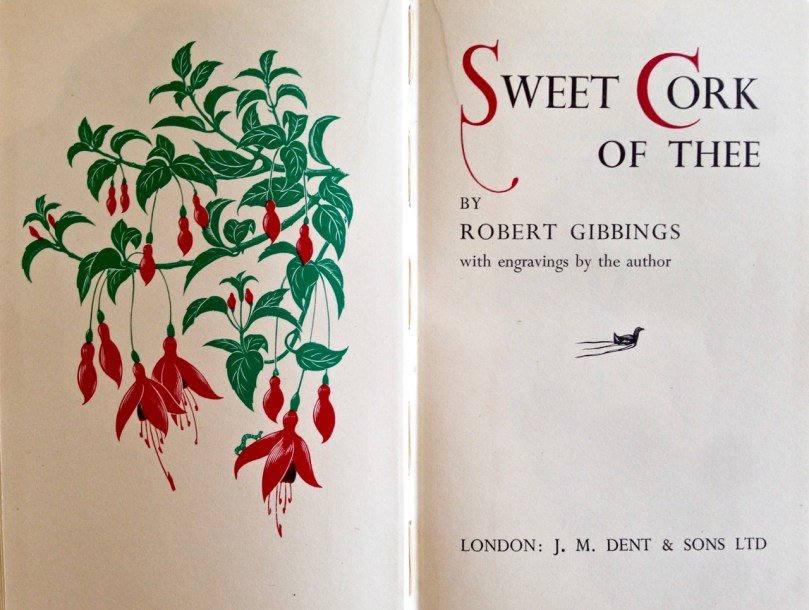 SWEET CORK
OF THEE
BY
ROBERT GIBBINGS
with engravings by the author
LONDON: J. M. DENT & SONS LTD